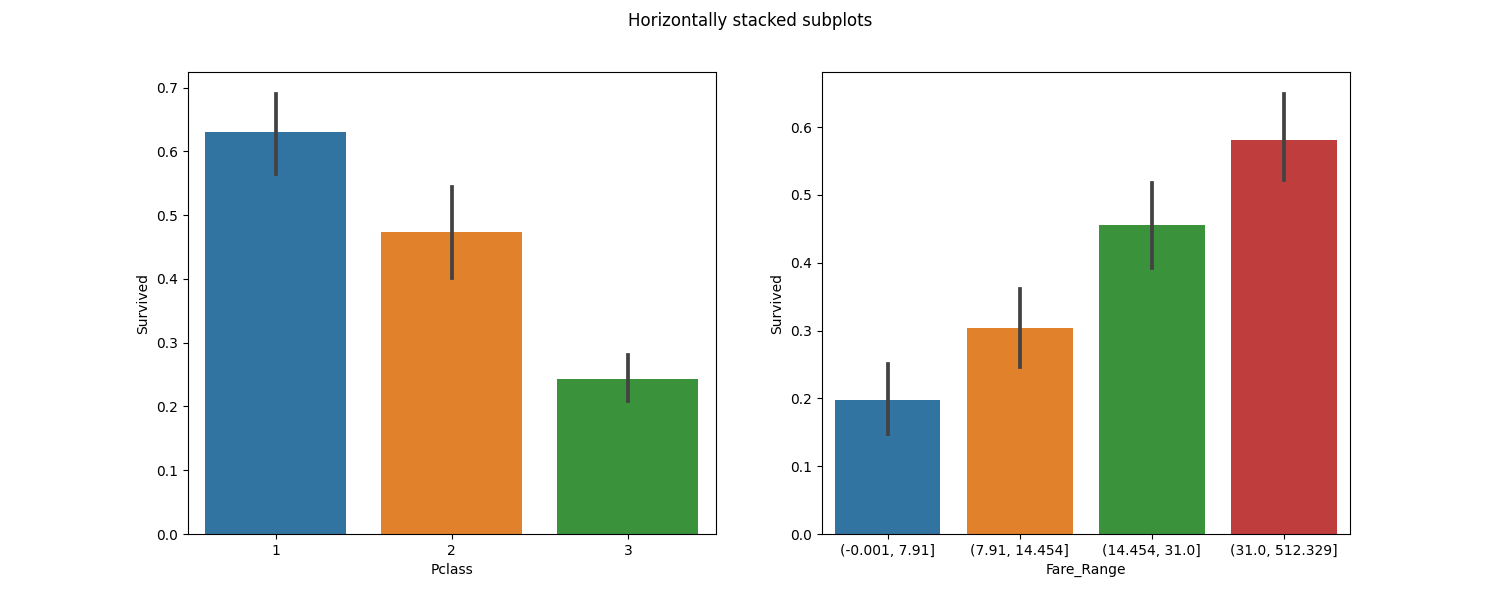 Horizontally stacked subplots
0.7
0.6
0.5
0.4
0.3
0.2
0.1
0.0
Survived
1 2 3
Pclass
0.6
0.5
0.4
0.3
0.2
0.1
0.0
Survived
(-0.001, 7.91] (7.91, 14.454] (14.454, 31.0] (31.0, 512.329]
Fare_Range